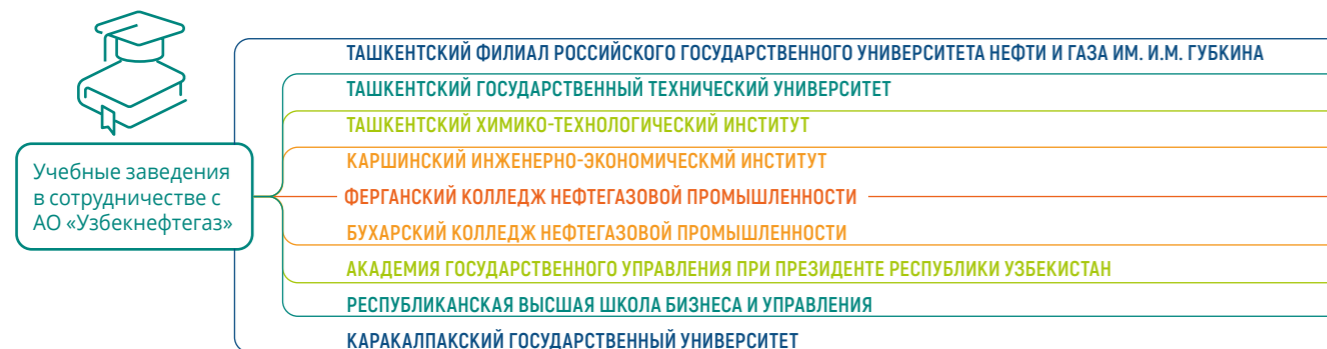 ТАШКЕНТСКИЙ ФИЛИАЛ РОССИЙСКОГО ГОСУДАРСТВЕННОГО УНИВЕРСИТЕТА НЕФТИ И ГАЗА ИМ. И.М. ГУБКИНА
ТАШКЕНТСКИЙ ГОСУДАРСТВЕННЫЙ ТЕХНИЧЕСКИЙ УНИВЕРСИТЕТ
ТАШКЕНТСКИЙ ХИМИКО-ТЕХНОЛОГИЧЕСКИЙ ИНСТИТУТ
КАРШИНСКИЙ ИНЖЕНЕРНО-ЭКОНОМИЧЕСКМЙ ИНСТИТУТ
Учебные заведения
в сотрудничестве с
АО «Узбекнефтегаз»
ФЕРГАНСКИЙ КОЛЛЕДЖ НЕФТЕГАЗОВОЙ ПРОМЫШЛЕННОСТИ
БУХАРСКИЙ КОЛЛЕДЖ НЕФТЕГАЗОВОЙ ПРОМЫШЛЕННОСТИ
АКАДЕМИЯ ГОСУДАРСТВЕННОГО УПРАВЛЕНИЯ ПРИ ПРЕЗИДЕНТЕ РЕСПУБЛИКИ УЗБЕКИСТАН
РЕСПУБЛИКАНСКАЯ ВЫСШАЯ ШКОЛА БИЗНЕСА И УПРАВЛЕНИЯ
КАРАКАЛПАКСКИЙ ГОСУДАРСТВЕННЫЙ УНИВЕРСИТЕТ